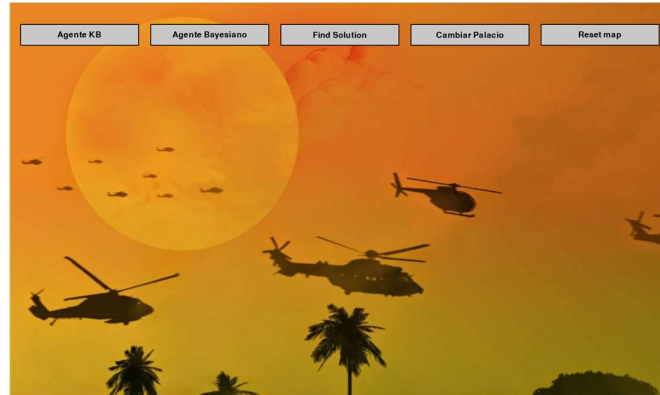 Agente KB
Agente Bayesiano
Find Solution
Cambiar Palacio
Reset map